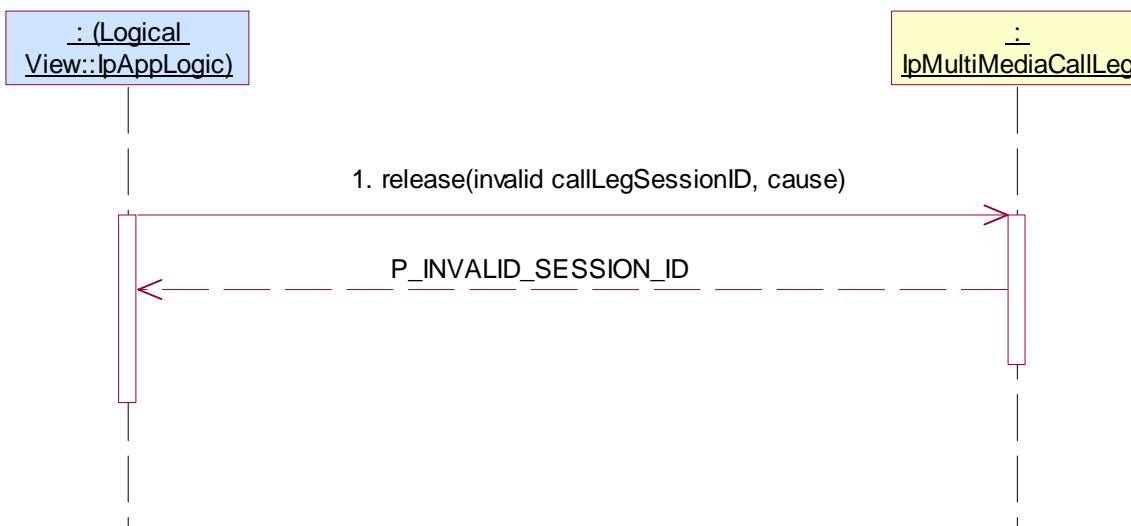 : (Logical
View::IpAppLogic)
:
IpMultiMediaCallLeg
1. release(invalid callLegSessionID, cause)
P_INVALID_SESSION_ID